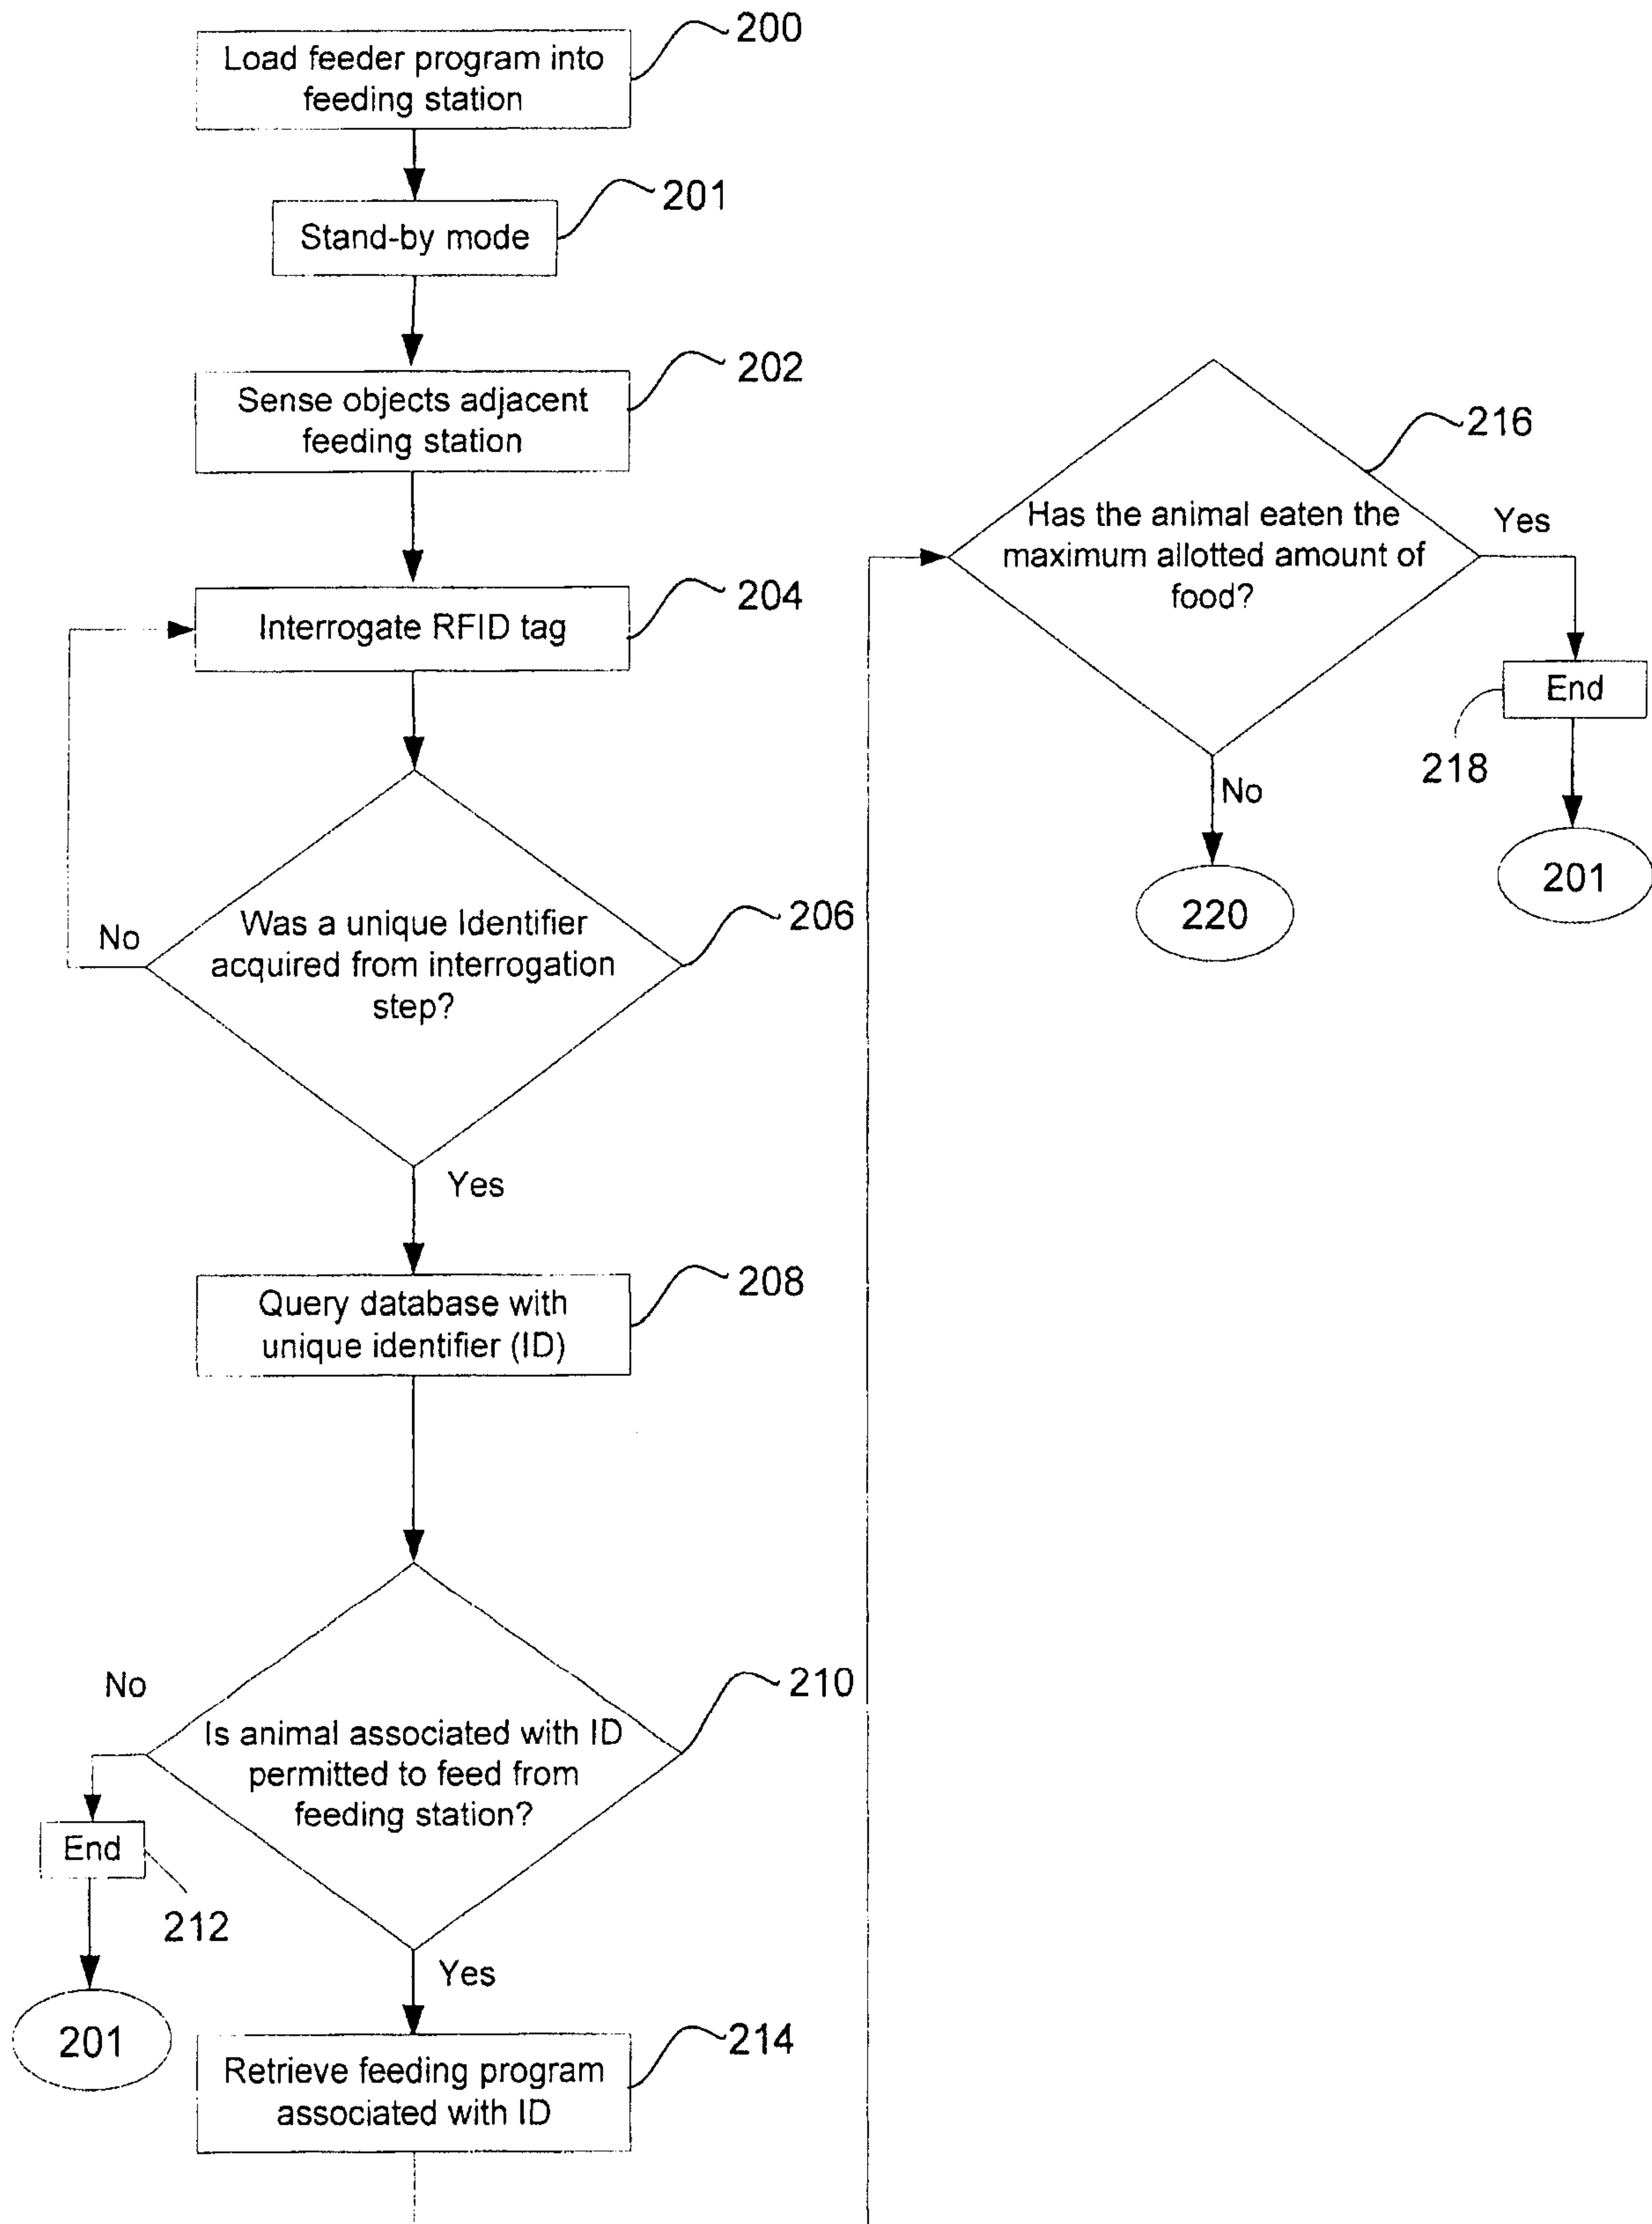 200
Load feeder program into
feeding station
201
Stand-by mode
202
Sense objects adjacent
feeding station
204
Interrogate RFID tag
206
Was a unique Identifier
acquired from interrogation
step?
No
Yes
208
Query database with
unique identifier (ID)
210
No
Is animal associated with ID
permitted to feed from
feeding station?
End
212
201
Yes
214
Retrieve feeding program
associated with ID
216
Has the animal eaten the
maximum allotted amount of
food?
Yes
End
218
201
No
220